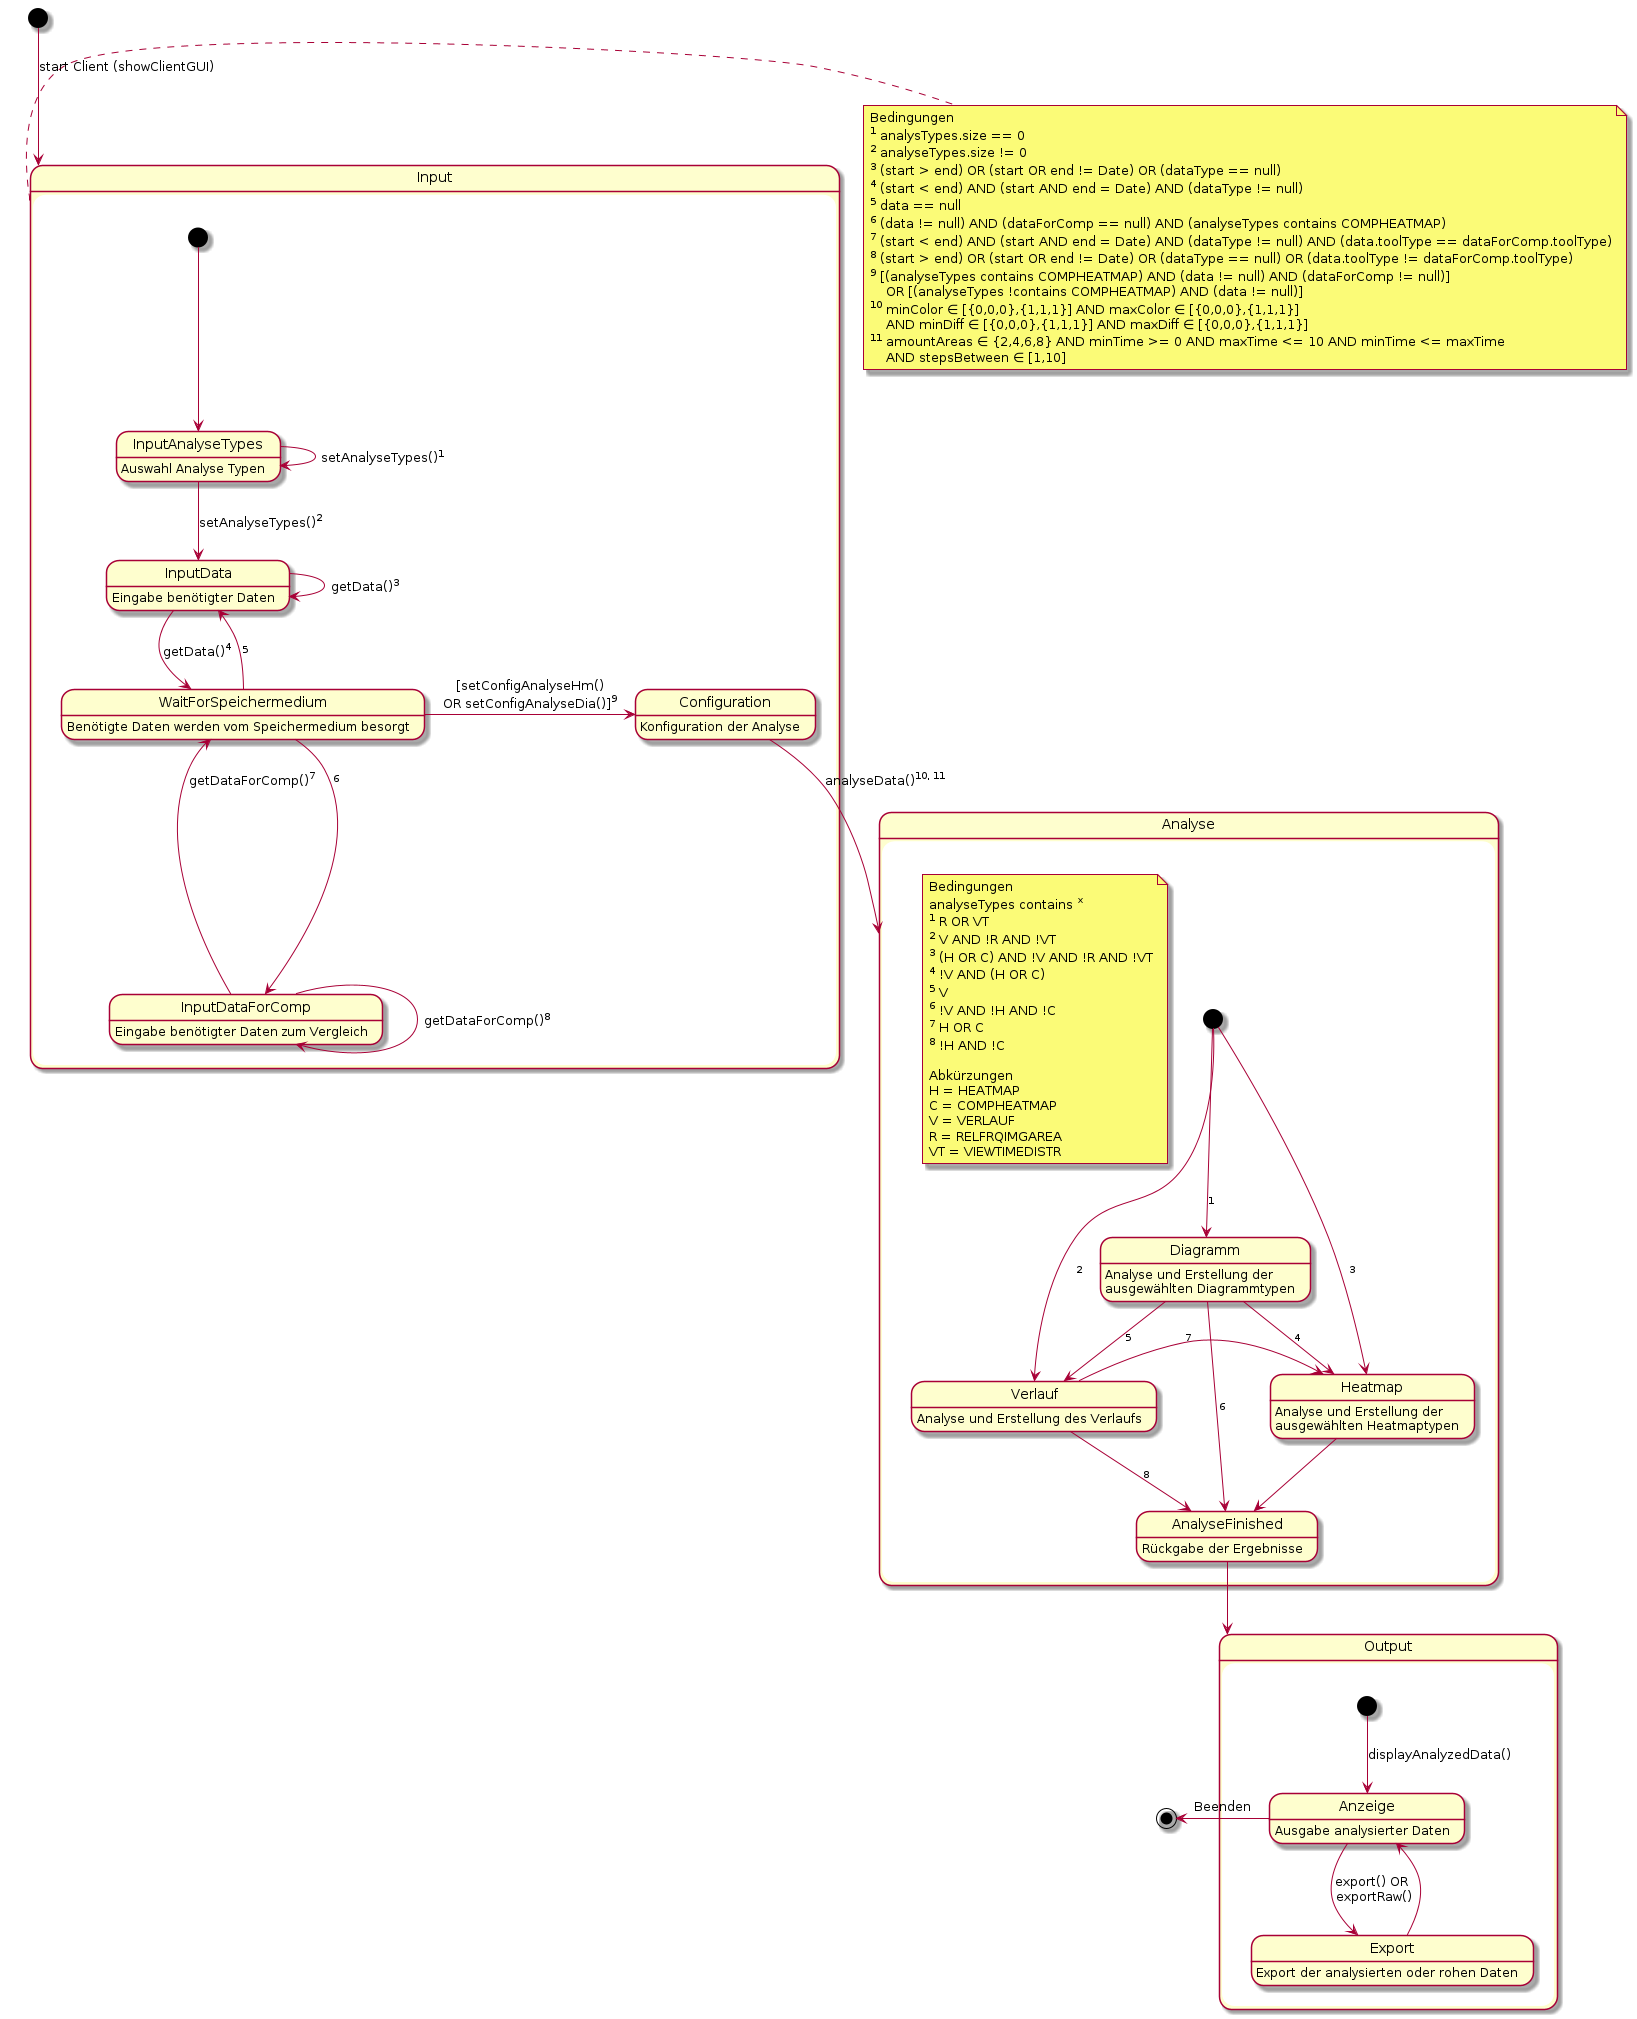 start Client (showClientGUI)
Bedingungen
¹ analysTypes.size == 0
² analyseTypes.size != 0
³ (start > end) OR (start OR end != Date) OR (dataType == null)
⁴ (start < end) AND (start AND end = Date) AND (dataType != null)
⁵ data == null
⁶ (data != null) AND (dataForComp == null) AND (analyseTypes contains COMPHEATMAP)
⁷ (start < end) AND (start AND end = Date) AND (dataType != null) AND (data.toolType == dataForComp.toolType)
⁸ (start > end) OR (start OR end != Date) OR (dataType == null) OR (data.toolType != dataForComp.toolType)
⁹ [(analyseTypes contains COMPHEATMAP) AND (data != null) AND (dataForComp != null)]
OR [(analyseTypes !contains COMPHEATMAP) AND (data != null)]
¹⁰ minColor ∈ [{0,0,0},{1,1,1}] AND maxColor ∈ [{0,0,0},{1,1,1}]
AND minDiff ∈ [{0,0,0},{1,1,1}] AND maxDiff ∈ [{0,0,0},{1,1,1}]
¹¹ amountAreas ∈ {2,4,6,8} AND minTime >= 0 AND maxTime <= 10 AND minTime <= maxTime
AND stepsBetween ∈ [1,10]
Input
InputAnalyseTypes
Auswahl Analyse Typen
setAnalyseTypes()¹
setAnalyseTypes()²
InputData
Eingabe benötigter Daten
getData()³
getData()⁴
⁵
WaitForSpeichermedium
Benötigte Daten werden vom Speichermedium besorgt
[setConfigAnalyseHm()
OR setConfigAnalyseDia()]⁹
Configuration
Konfiguration der Analyse
getDataForComp()⁷
⁶
analyseData()¹⁰, ¹¹
InputDataForComp
Eingabe benötigter Daten zum Vergleich
getDataForComp()⁸
Analyse
Bedingungen
analyseTypes contains ˣ
¹ R OR VT
² V AND !R AND !VT
³ (H OR C) AND !V AND !R AND !VT
⁴ !V AND (H OR C)
⁵ V
⁶ !V AND !H AND !C
⁷ H OR C
⁸ !H AND !C
Abkürzungen
H = HEATMAP
C = COMPHEATMAP
V = VERLAUF
R = RELFRQIMGAREA
VT = VIEWTIMEDISTR
¹
²
³
Diagramm
Analyse und Erstellung der
ausgewählten Diagrammtypen
⁵
⁷
⁴
Verlauf
Analyse und Erstellung des Verlaufs
⁶
Heatmap
Analyse und Erstellung der
ausgewählten Heatmaptypen
⁸
AnalyseFinished
Rückgabe der Ergebnisse
Output
displayAnalyzedData()
Beenden
Anzeige
Ausgabe analysierter Daten
export() OR
exportRaw()
Export
Export der analysierten oder rohen Daten